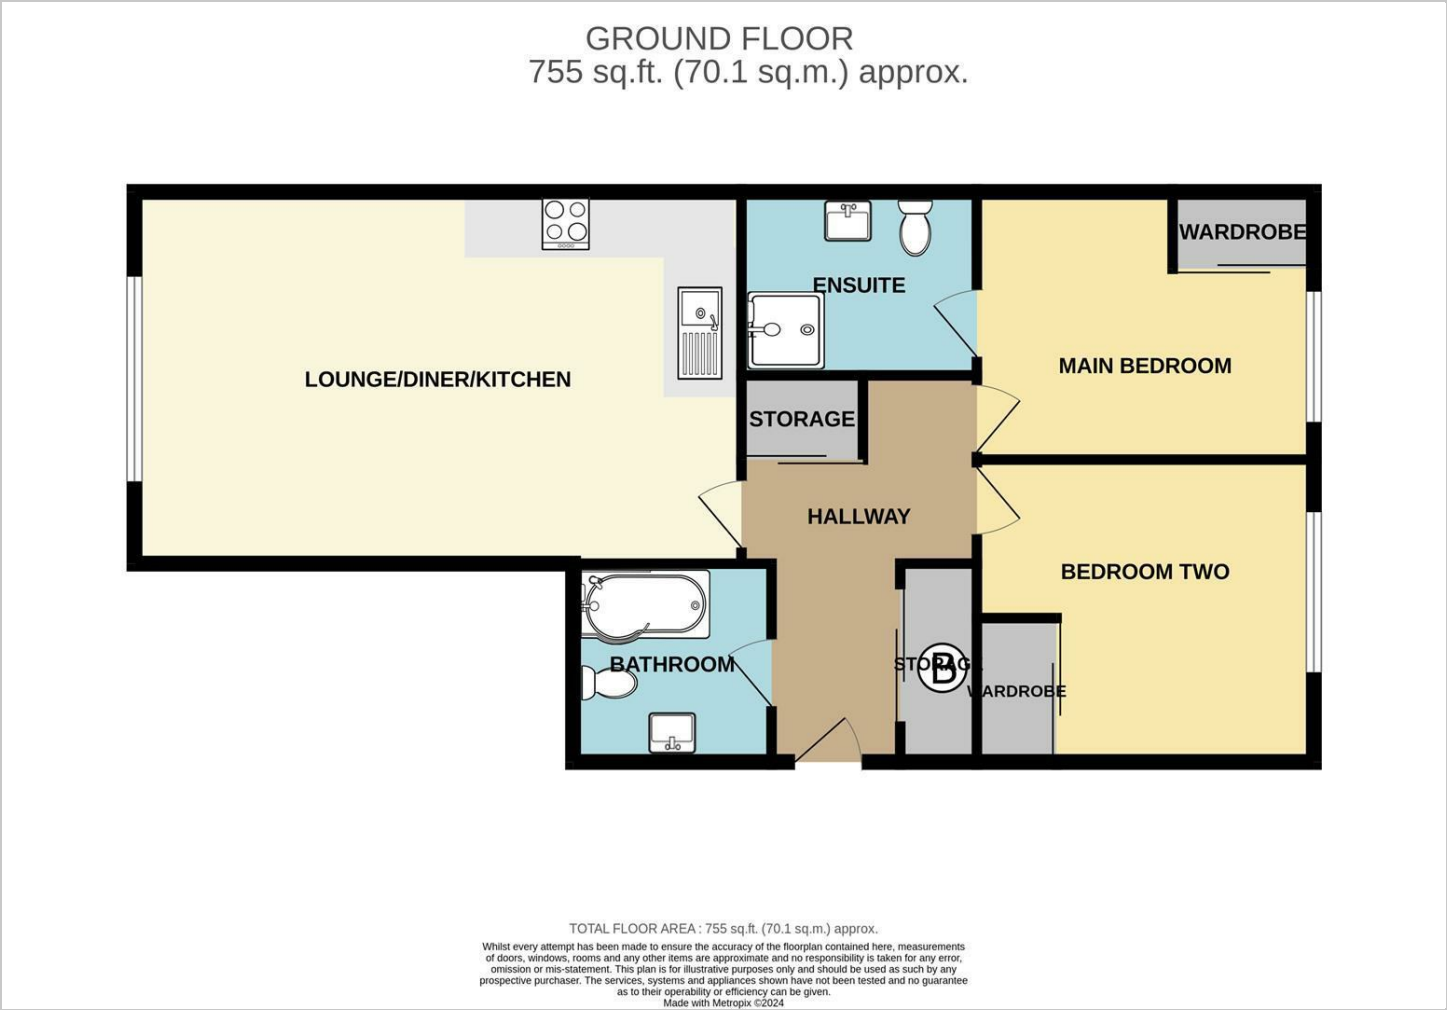 GROUND FLOOR
755 sq.ft. (70.1 sq.m.) approx.
WARDROBE
ENSUITE
MAIN BEDROOM
LOUNGE/DINER/KITCHEN
STORAGE
HALLWAY
BEDROOM TWO
BATHROOM
STORAGE
B
WARDROBE
TOTAL FLOOR AREA : 755 sq.ft. (70.1 sq.m.) approx.
Whilst every attempt has been made to ensure the accuracy of the floorplan contained here, measurements
of doors, windows, rooms and any other items are approximate and no responsibility is taken for any error,
omission or mis-statement. This plan is for illustrative purposes only and should be used as such by any
prospective purchaser. The services, systems and appliances shown have not been tested and no guarantee
as to their operability or efficiency can be given.
Made with Metropix ©2024